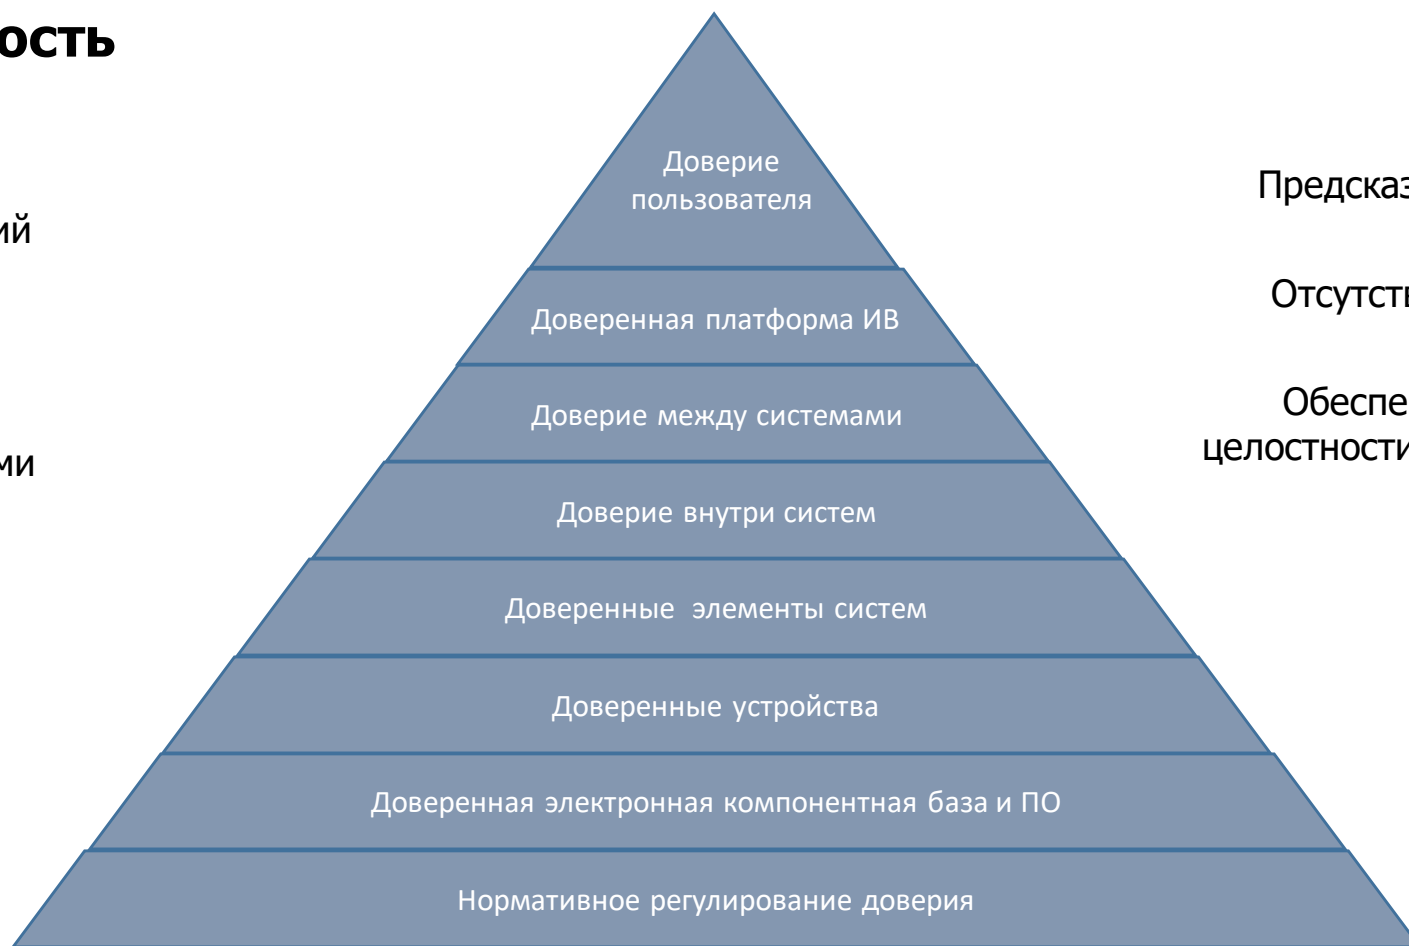 ость
ий
ми
Доверие
пользователя
Доверенная платформа ИВ
Доверие между системами
Доверие внутри систем
Доверенные элементы систем
Доверенные устройства
Доверенная электронная компонентная база и ПО
Нормативное регулирование доверия
Предсказ
Отсутств
Обеспе
целостности